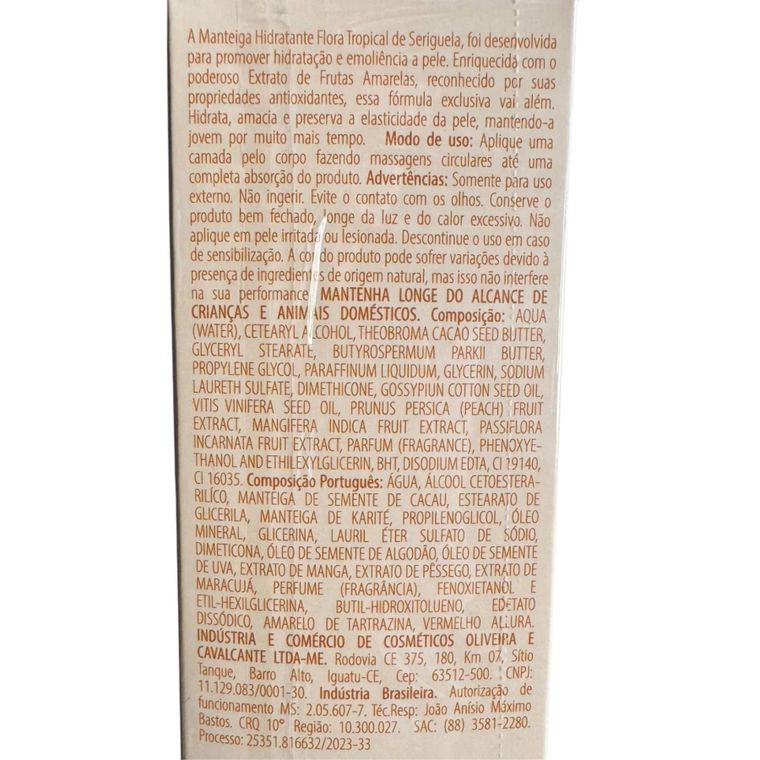 A Manteiga Hidratante Flora Tropical de Seriguela, foi desenvolvida
para promover hidratação e emoliência a pele. Enriquecida com o
poderoso Extrato de Frutas Amarelas, reconhecido por suas
propriedades antioxidantes, essa fórmula exclusiva vai além.
Hidrata, amacia e preserva a elasticidade da pele, mantendo-a
jovem por muito mais tempo. Modo de uso: Aplique uma
camada pelo corpo fazendo massagens circulares até uma
completa absorção do produto. Advertências: Somente para uso
externo. Não ingerir. Evite o contato com os olhos. Conserve o
produto bem fechado, longe da luz e do calor excessivo. Não
aplique em pele irritada ou lesionada. Descontinue o uso em caso
de sensibilização. A cor do produto pode sofrer variações devido à
presença de ingredientes de origem natural, mas isso não interfere
na sua performance. MANTENHA LONGE DO ALCANCE DE
CRIANÇAS E ANIMAIS DOMÉSTICOS. Composição: AQUA
(WATER), CETEARYL ALCOHOL, THEOBROMA CACAO SEED BUTTER,
GLYCERYL STEARATE, BUTYROSPERMUM PARKII BUTTER,
PROPYLENE GLYCOL, PARAFFINUM LIQUIDUM, GLYCERIN, SODIUM
LAURETH SULFATE, DIMETHICONE, GOSSYPIUN COTTON SEED OIL,
VITIS VINIFERA SEED OIL, PRUNUS PERSICA (PEACH) FRUIT
EXTRACT, MANGIFERA INDICA FRUIT EXTRACT, PASSIFLORA
INCARNATA FRUIT EXTRACT, PARFUM (FRAGRANCE), PHENOXYE-
THANOL AND ETHILEXYLGLICERIN, BHT, DISODIUM EDTA, CI 19140,
CI 16035. Composição Português: ÁGUA, ÁLCOOL CETOESTERA-
RILÍCO, MANTEIGA DE SEMENTE DE CACAU, ESTEARATO DE
GLICERILA, MANTEIGA DE KARITÉ, PROPILENOGLICOL, ÓLEO
MINERAL, GLICERINA, LAURIL ÉTER SULFATO DE SÓDIO,
DIMETICONA, ÓLEO DE SEMENTE DE ALGODÃO, ÓLEO DE SEMENTE
DE UVA, EXTRATO DE MANGA, EXTRATO DE PÊSSEGO, EXTRATO DE
MARACUJÁ, PERFUME (FRAGRÂNCIA), FENOXIETANOL E
ETIL-HEXILGLICERINA, BUTIL-HIDROXITOLUENO, EDETATO
DISSÓDICO, AMARELO DE TARTRAZINA, VERMELHO ALLURA.
INDÚSTRIA E COMÉRCIO DE COSMÉTICOS OLIVEIRA E
CAVALCANTE LTDA-ME. Rodovia CE 375, 180, Km 07, Sítio
Tanque, Barro Alto, Iguatu-CE, Cep: 63512-500. CNPJ:
11.129.083/0001-30. Indústria Brasileira. Autorização de
funcionamento MS: 2.05.607-7. Téc.Resp: João Anísio Máximo
Bastos. CRQ 10° Região: 10.300.027. SAC: (88) 3581-2280.
Processo: 25351.816632/2023-33